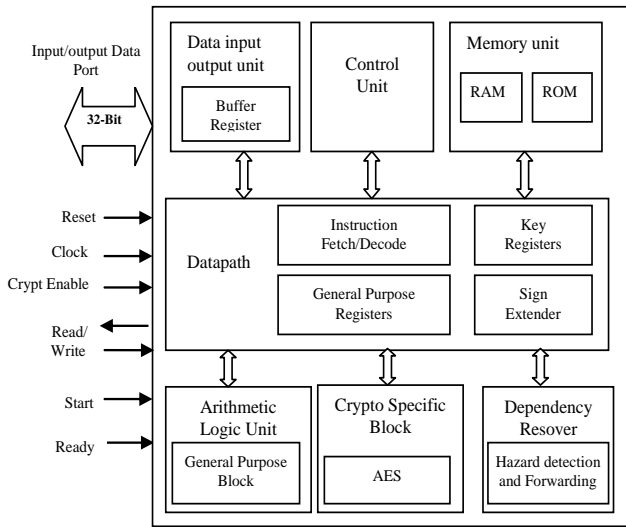 Input/output Data
Port
32-Bit
Data input
output unit
Buffer
Register
Control
Unit
Memory unit
RAM
ROM
Reset
Clock
Crypt Enable
Read/
Write
Start
Ready
Datapath
Instruction
Fetch/Decode
Key
Registers
General Purpose
Registers
Sign
Extender
Arithmetic
Logic Unit
General Purpose
Block
Crypto Specific
Block
AES
Dependency
Resover
Hazard detection
and Forwarding